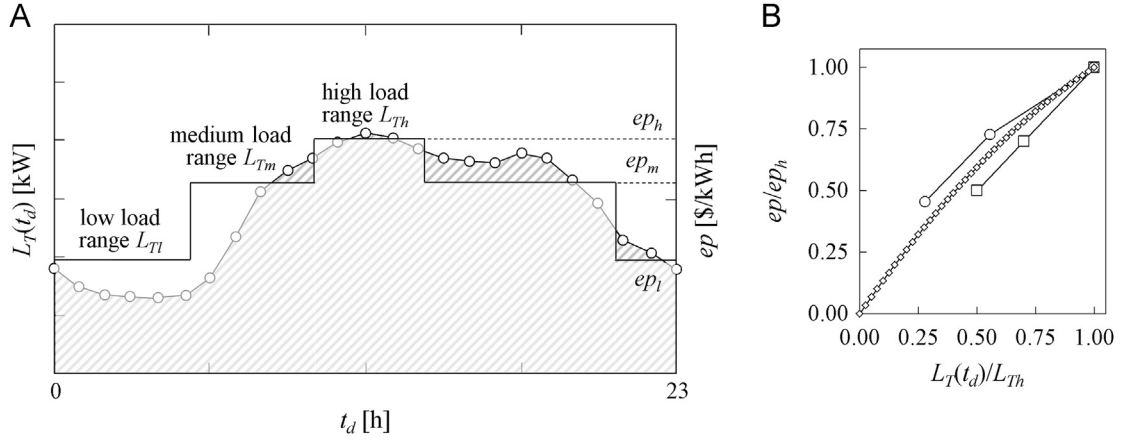 A
B
high load
range L_Th
medium load
range L_Tm
low load
range L_Tl
ep_h
ep_m
ep_l
L_T(t_d) [kW]
ep [$/kWh]
0
23
t_d [h]
1.00
0.75
0.50
0.25
0.00
ep/ep_h
0.00 0.25 0.50 0.75 1.00
L_T(t_d)/L_Th